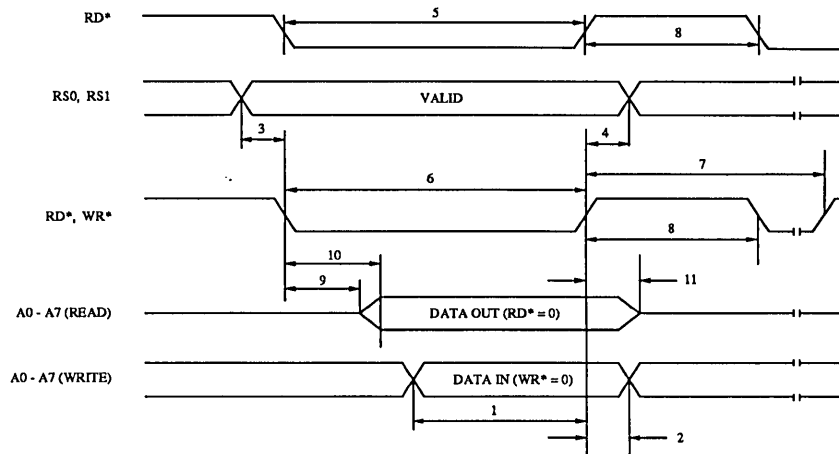 RD*
5
8
RS0, RS1
VALID
3
4
7
6
RD*, WR*
8
10
9
11
A0 - A7 (READ)
DATA OUT (RD* = 0)
A0 - A7 (WRITE)
DATA IN (WR* = 0)
1
2